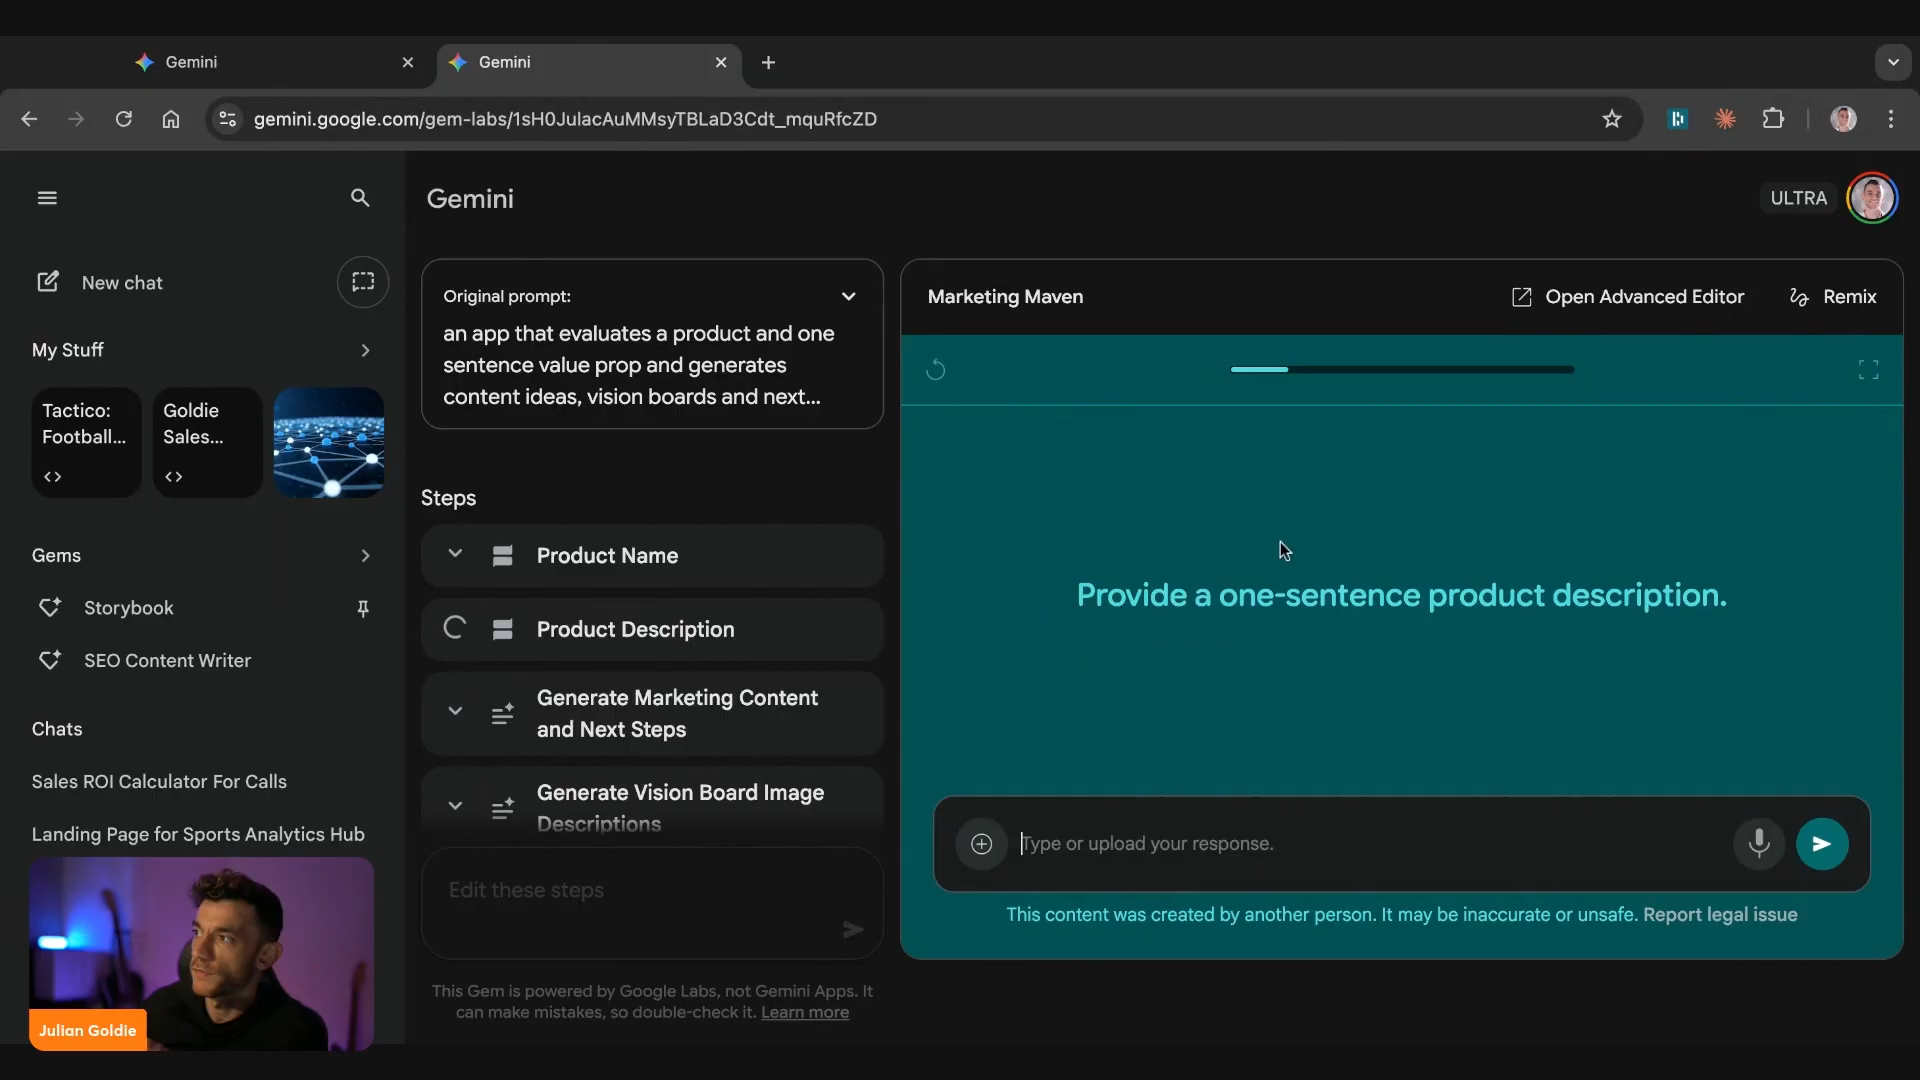 Gemini
Gemini
gemini.google.com/gem-labs/1sH0JulacAuMMsyTBLaD3Cdt_mquRfcZD
Gemini
ULTRA
New chat
My Stuff
Tactico:
Football...
Goldie
Sales...
Gems
Storybook
SEO Content Writer
Chats
Sales ROI Calculator For Calls
Landing Page for Sports Analytics Hub
Julian Goldie
Original prompt:
an app that evaluates a product and one
sentence value prop and generates
content ideas, vision boards and next...
Steps
Product Name
Product Description
Generate Marketing Content
and Next Steps
Generate Vision Board Image
Descriptions
Edit these steps
This Gem is powered by Google Labs, not Gemini Apps. It
can make mistakes, so double-check it. Learn more
Marketing Maven
Open Advanced Editor
Remix
Provide a one-sentence product description.
Type or upload your response.
This content was created by another person. It may be inaccurate or unsafe. Report legal issue